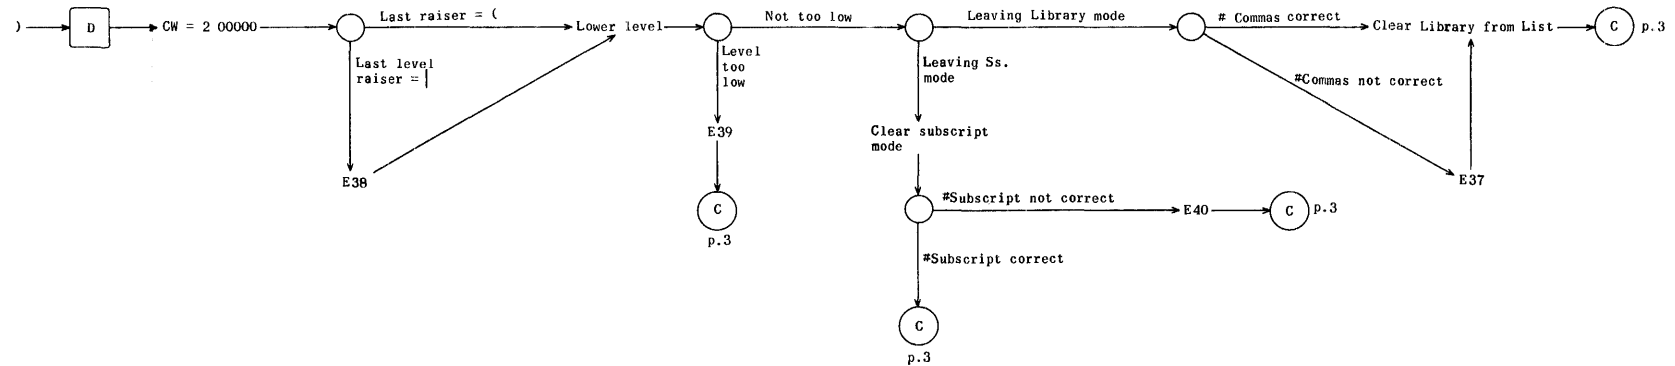 ) D CW = 2 00000 Last raiser = ( Lower level Not too low Leaving Library mode # Commas correct Clear Library from List C p.3
Last level
raiser = |
Level
too
low
Leaving Ss.
mode
#Commas not correct
E39
Clear subscript
mode
E38
E37
C
p.3
#Subscript not correct
E40
C p.3
#Subscript correct
C
p.3